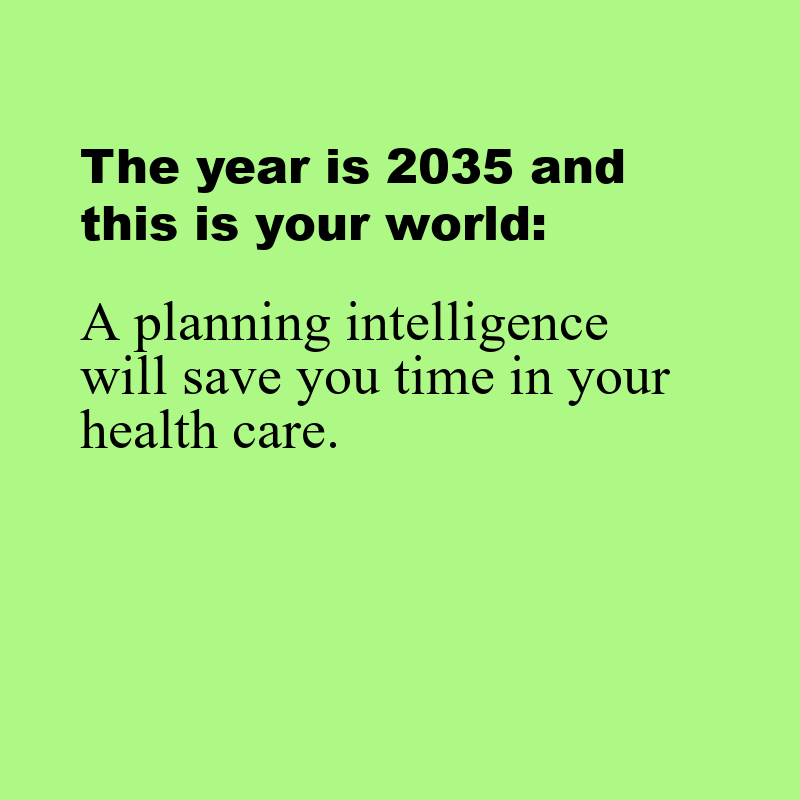 The year is 2035 and
this is your world:
A planning intelligence
will save you time in your
health care.